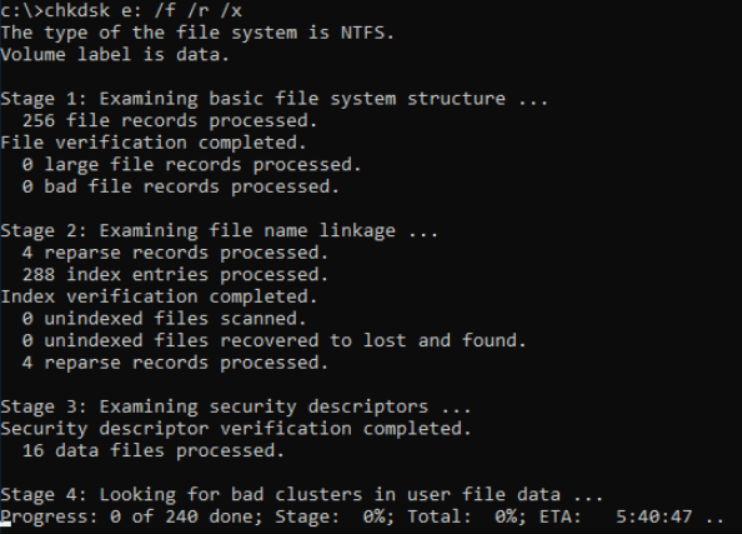 c:\>chkdsk e: /f /r /x
The type of the file system is NTFS.
Volume label is data.
Stage 1: Examining basic file system structure ...
256 file records processed.
File verification completed.
0 large file records processed.
0 bad file records processed.
Stage 2: Examining file name linkage ...
4 reparse records processed.
288 index entries processed.
Index verification completed.
0 unindexed files scanned.
0 unindexed files recovered to lost and found.
4 reparse records processed.
Stage 3: Examining security descriptors ...
Security descriptor verification completed.
16 data files processed.
Stage 4: Looking for bad clusters in user file data ...
Progress: 0 of 240 done; Stage:  0%; Total:  0%; ETA:   5:40:47 ..